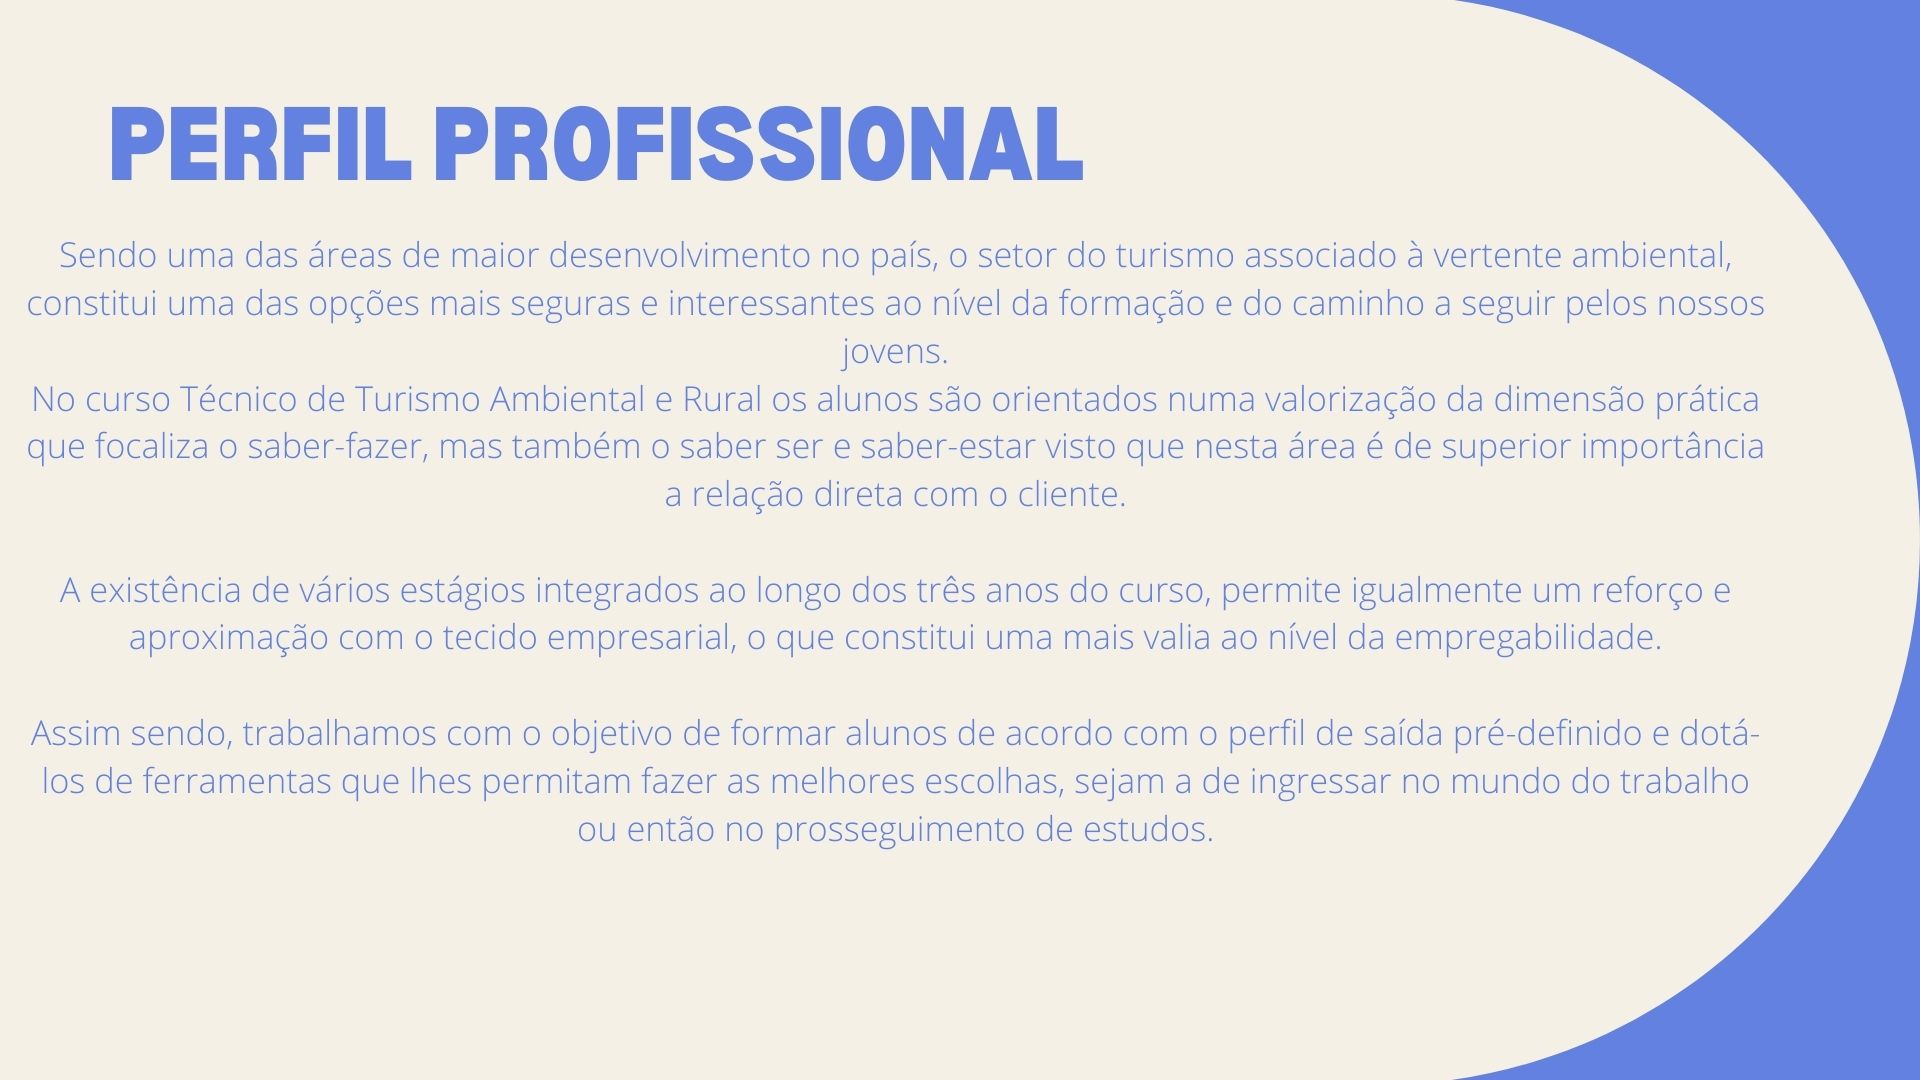 PERFIL PROFISSIONAL
Sendo uma das áreas de maior desenvolvimento no país, o setor do turismo associado à vertente ambiental,
constitui uma das opções mais seguras e interessantes ao nível da formação e do caminho a seguir pelos nossos
jovens.
No curso Técnico de Turismo Ambiental e Rural os alunos são orientados numa valorização da dimensão prática
que focaliza o saber-fazer, mas também o saber ser e saber-estar visto que nesta área é de superior importância
a relação direta com o cliente.
A existência de vários estágios integrados ao longo dos três anos do curso, permite igualmente um reforço e
aproximação com o tecido empresarial, o que constitui uma mais valia ao nível da empregabilidade.
Assim sendo, trabalhamos com o objetivo de formar alunos de acordo com o perfil de saída pré-definido e dotá-
los de ferramentas que lhes permitam fazer as melhores escolhas, sejam a de ingressar no mundo do trabalho
ou então no prosseguimento de estudos.